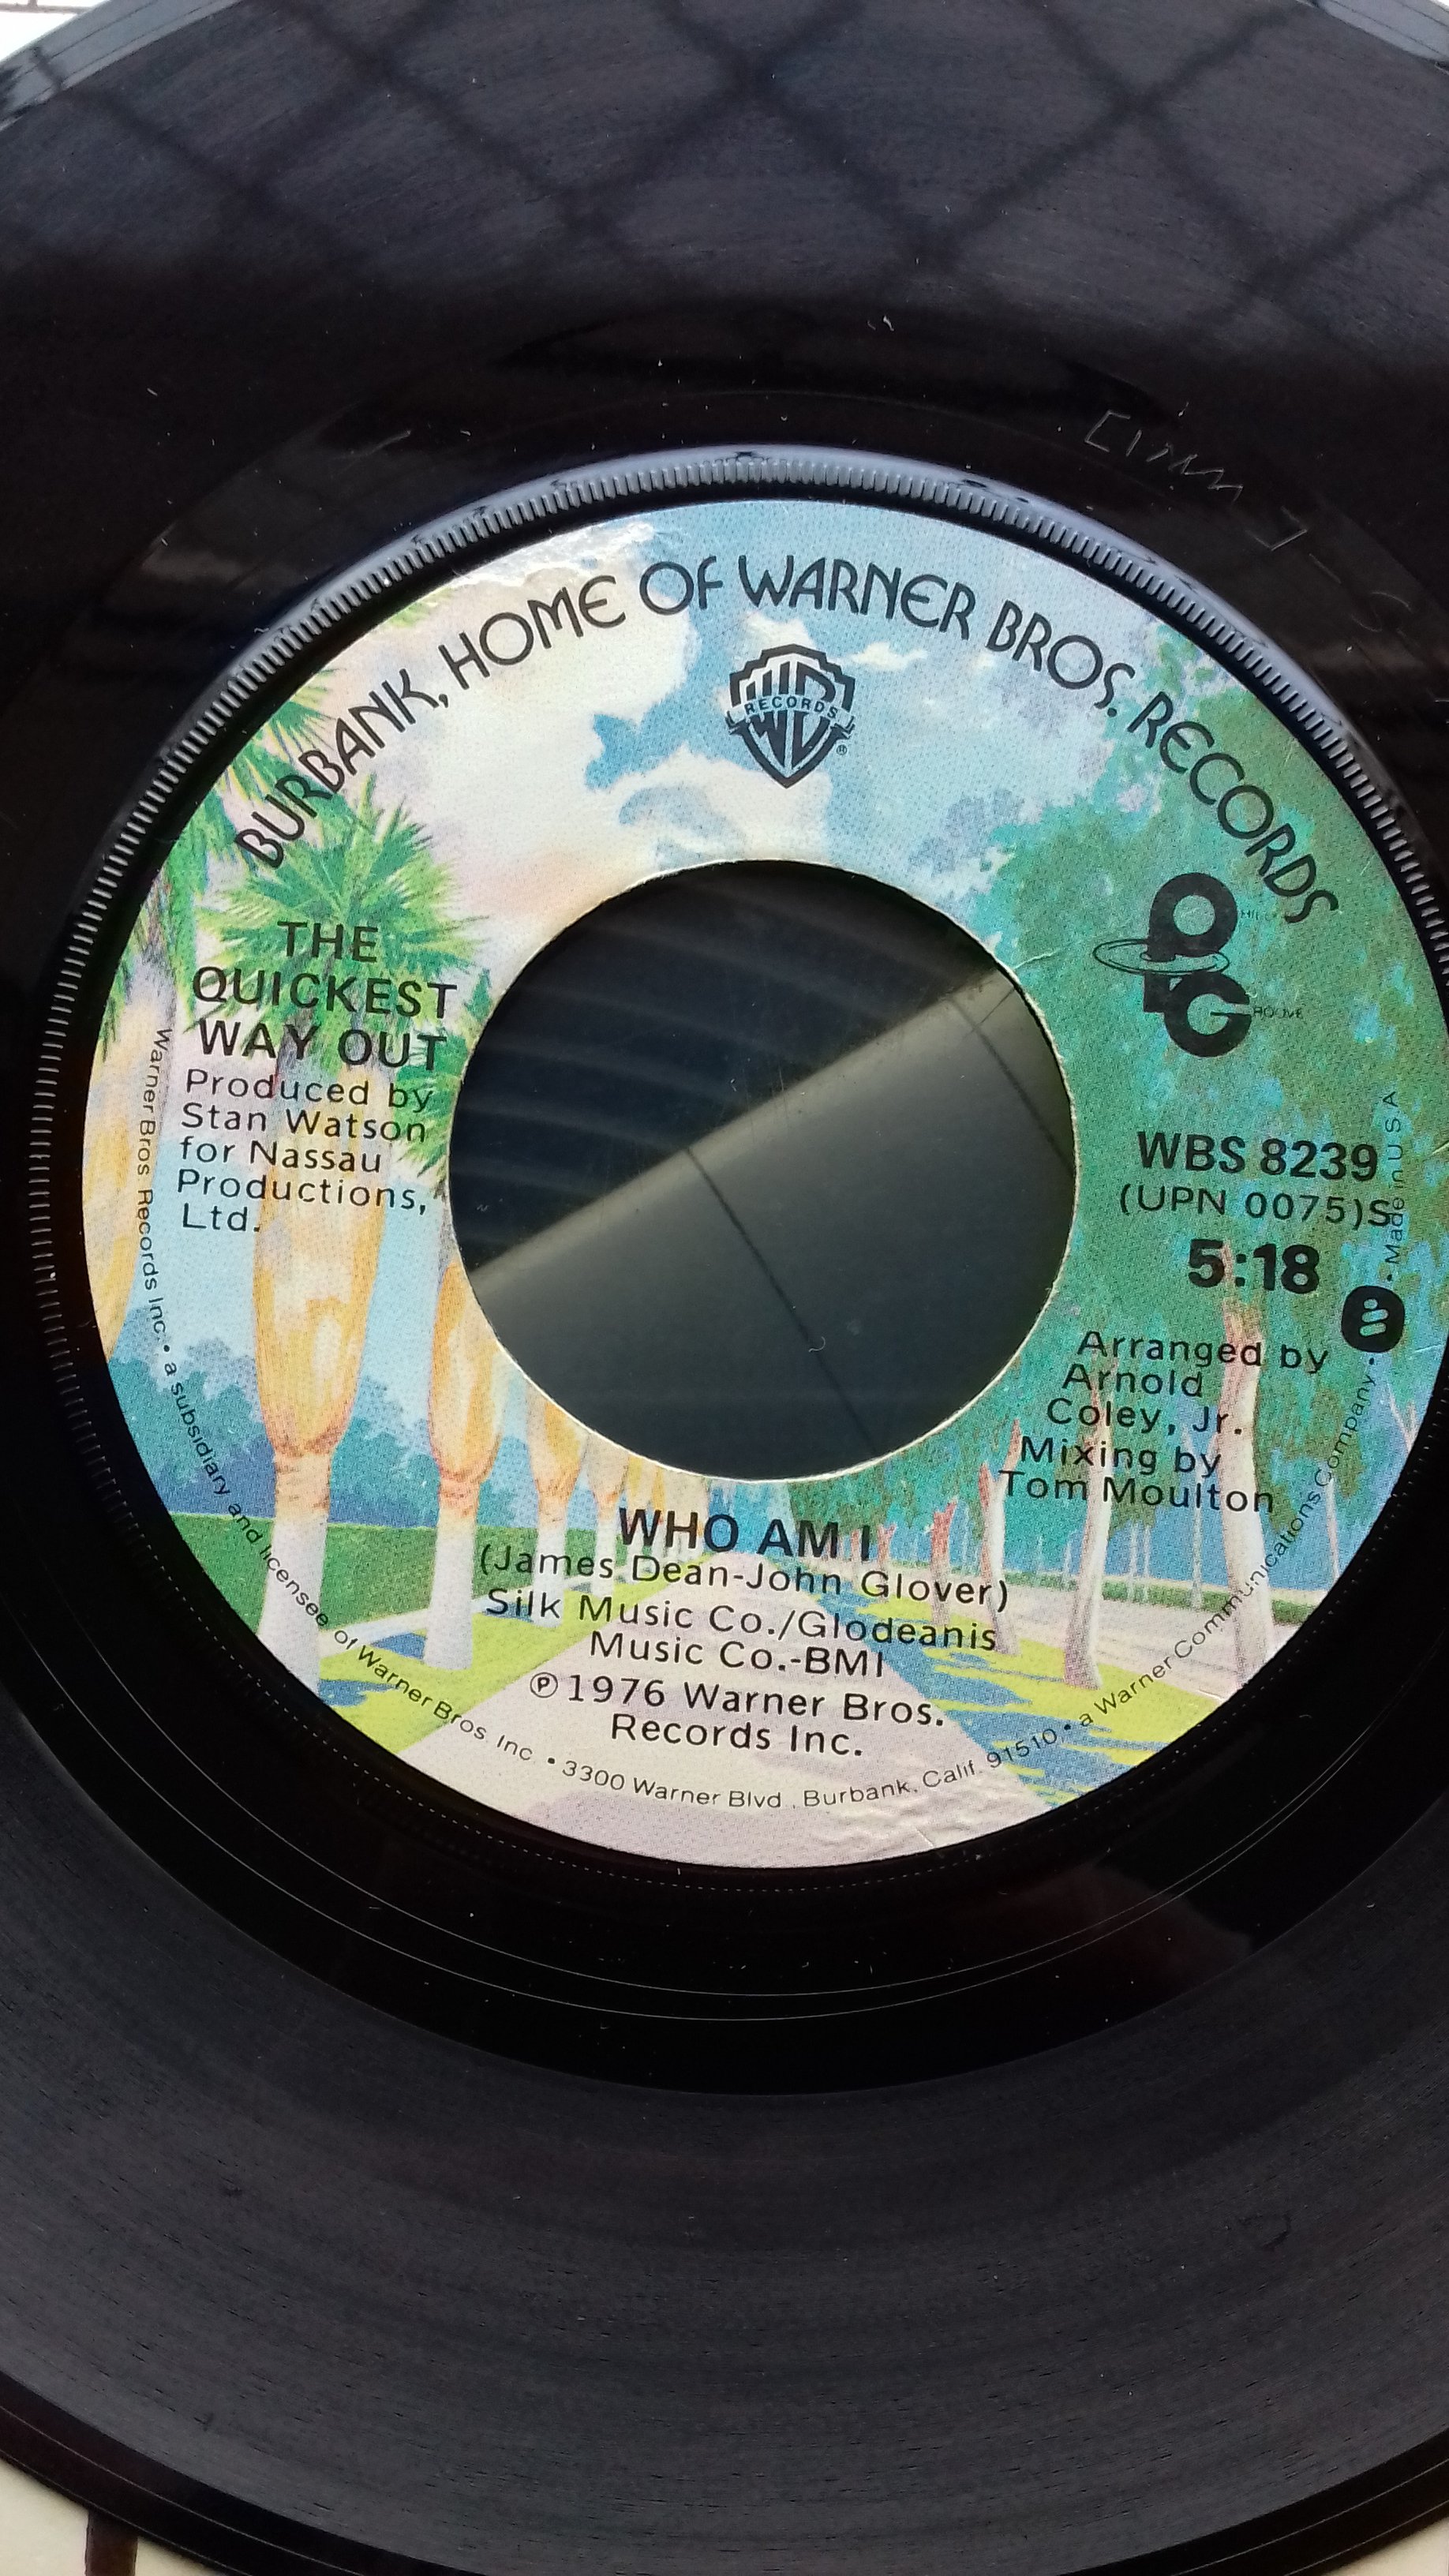 BURBANK, HOME OF WARNER BROS. RECORDS
RECORDS
®
THE
QUICKEST
WAY OUT
Produced by
Stan Watson
for Nassau
Productions,
Ltd.
WBS 8239
(UPN 0075)S
5:18
Arranged by
Arnold
Coley, Jr.
Mixing by
Tom Moulton
WHO AM I
(James Dean-John Glover)
Silk Music Co./Glodeanis
Music Co.-BMI
℗1976 Warner Bros.
Records Inc.
Warner Bros Records Inc. • a subsidiary and licensee of Warner Bros. Inc. • 3300 Warner Blvd., Burbank, Calif. 91510 • a Warner Communications Company • • Made in U.S.A